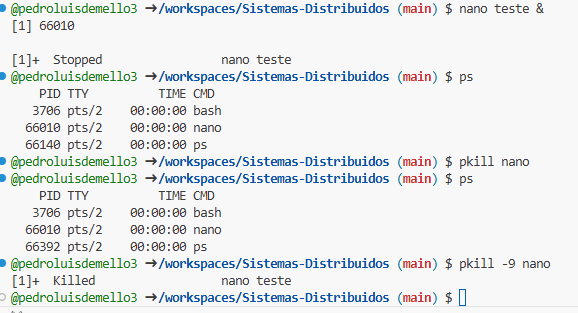 @pedroluisdemello3 ➜/workspaces/Sistemas-Distribuidos (main) $ nano teste &
[1] 66010
[1]+  Stopped                 nano teste
@pedroluisdemello3 ➜/workspaces/Sistemas-Distribuidos (main) $ ps
    PID TTY          TIME CMD
   3706 pts/2    00:00:00 bash
  66010 pts/2    00:00:00 nano
  66140 pts/2    00:00:00 ps
@pedroluisdemello3 ➜/workspaces/Sistemas-Distribuidos (main) $ pkill nano
@pedroluisdemello3 ➜/workspaces/Sistemas-Distribuidos (main) $ ps
    PID TTY          TIME CMD
   3706 pts/2    00:00:00 bash
  66010 pts/2    00:00:00 nano
  66392 pts/2    00:00:00 ps
@pedroluisdemello3 ➜/workspaces/Sistemas-Distribuidos (main) $ pkill -9 nano
[1]+  Killed                  nano teste
@pedroluisdemello3 ➜/workspaces/Sistemas-Distribuidos (main) $